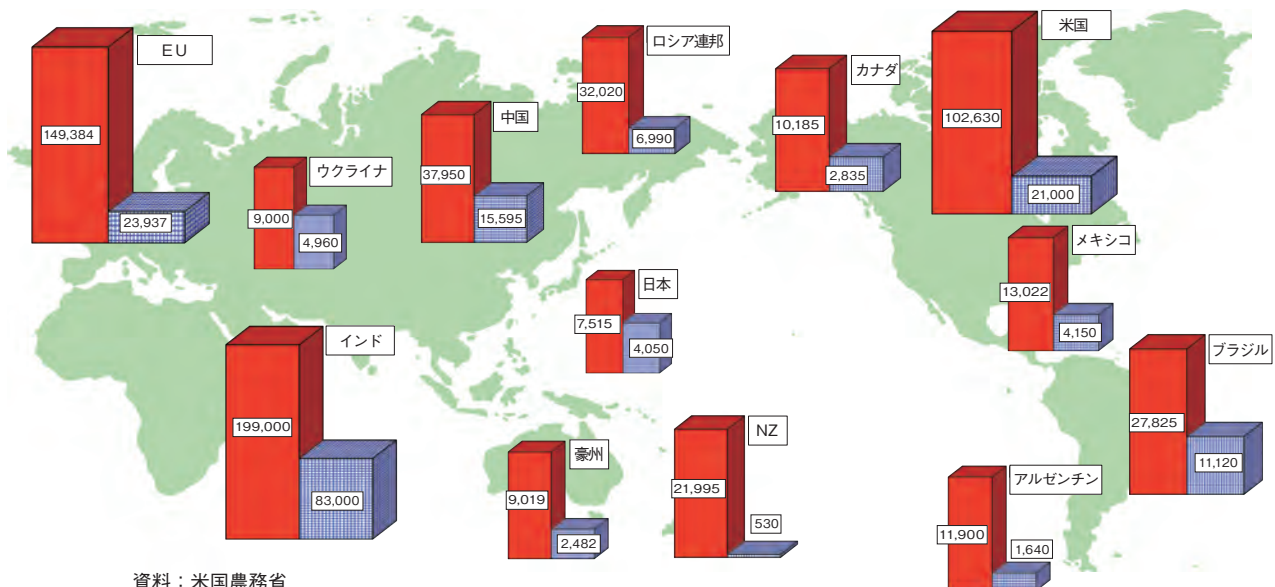 EU
149,384
23,937
ウクライナ
9,000
4,960
中国
37,950
15,595
ロシア連邦
32,020
6,990
カナダ
10,185
2,835
米国
102,630
21,000
メキシコ
13,022
4,150
日本
7,515
4,050
インド
199,000
83,000
豪州
9,019
2,482
NZ
21,995
530
ブラジル
27,825
11,120
アルゼンチン
11,900
1,640
資料：米国農務省